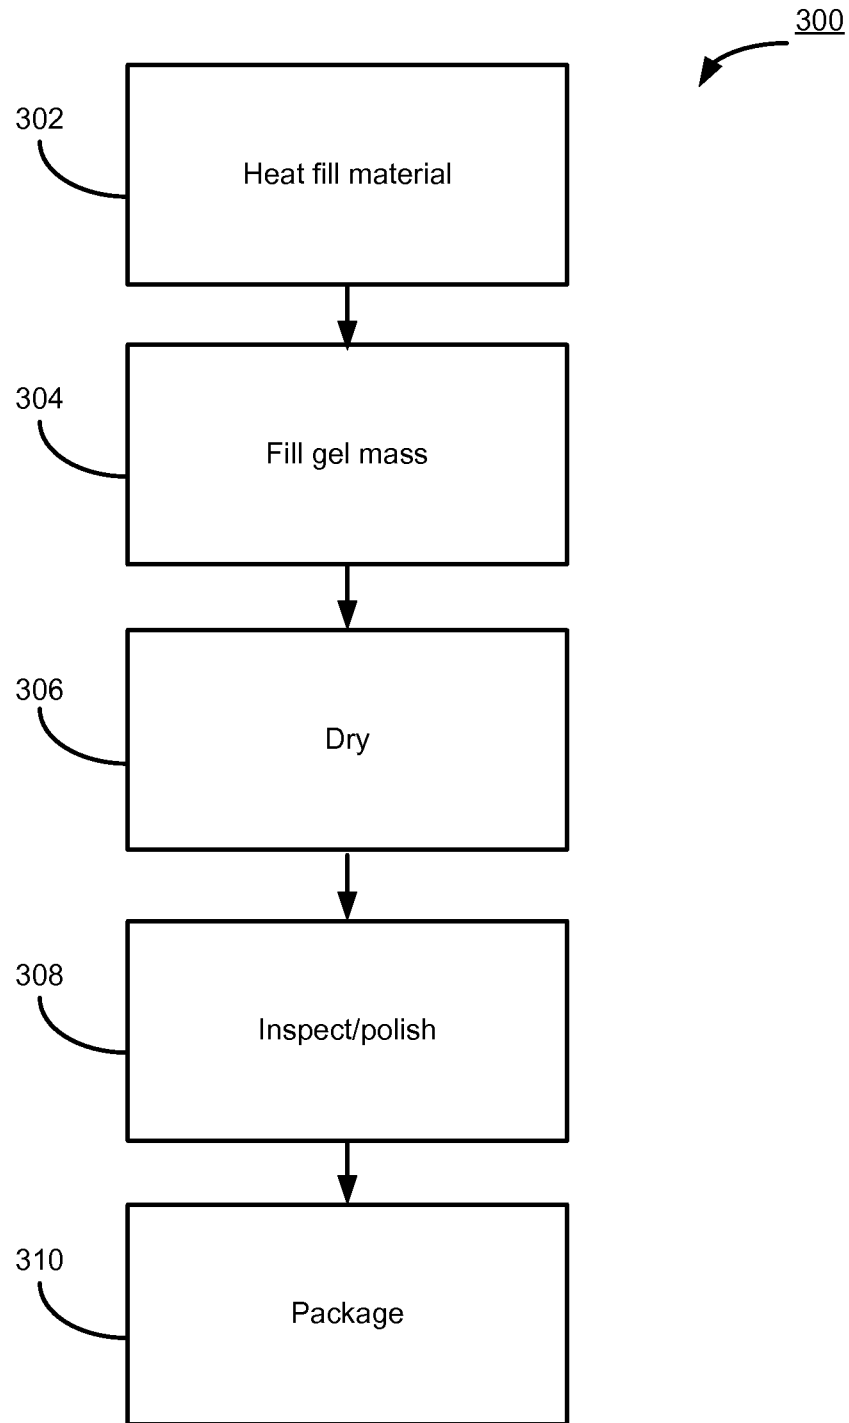 300
302
Heat fill material
304
Fill gel mass
306
Dry
308
Inspect/polish
310
Package